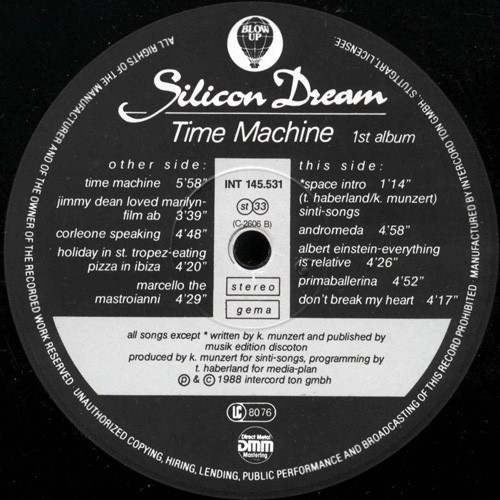 BLOW UP
Silicon Dream
Time Machine 1st album
other side:
time machine 5'58"
jimmy dean loved marilyn-
film ab 3'39"
corleone speaking 4'48"
holiday in st. tropez-eating
pizza in ibiza 4'20"
marcello the
mastroianni 4'29"
INT 145.531
st 33
(C-2606 B)
stereo
gema
this side:
*space intro 1'14"
(t. haberland/k. munzert)
sinti-songs
andromeda 4'58"
albert einstein-everything
is relative 4'26"
primaballerina 4'52"
don't break my heart 4'17"
all songs except * written by k. munzert and published by
musik edition discoton
produced by k. munzert for sinti-songs, programming by
t. haberland for media-plan
℗ & © 1988 intercord ton gmbh
LC 8076
Direct Metal
DMM
Mastering
ALL RIGHTS OF THE MANUFACTURER AND OF THE OWNER OF THE RECORDED WORK RESERVED. UNAUTHORIZED COPYING, HIRING, LENDING, PUBLIC PERFORMANCE AND BROADCASTING OF THIS RECORD PROHIBITED MANUFACTURED BY INTERCORD TON GMBH, STUTTGART LICENSEE.